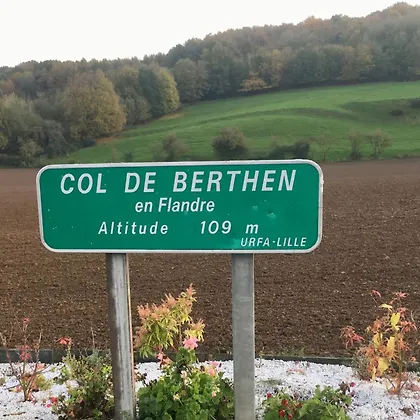 COL DE BERTHEN
en Flandre
Altitude 109 m
URFA-LILLE